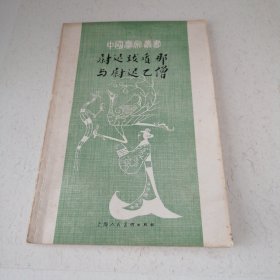 中国画家丛书
尉迟跋质那
与尉迟乙僧
上海人民美术出版社